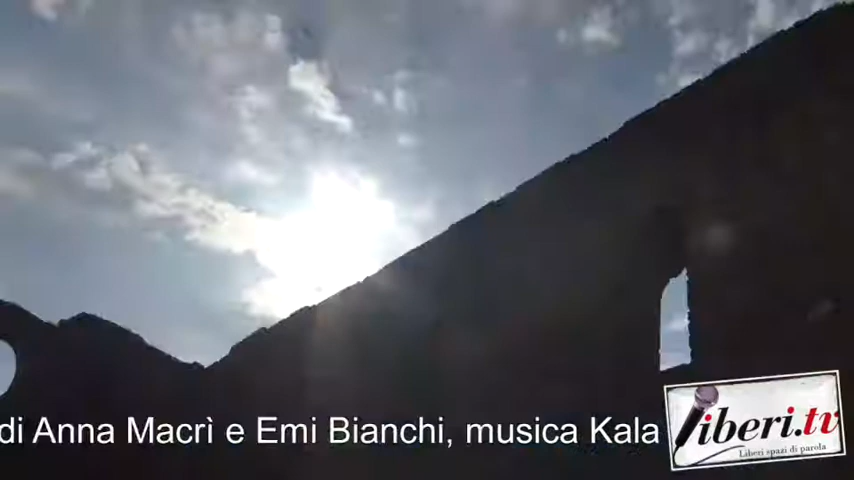 di Anna Macrì e Emi Bianchi, musica Kala
liberi.tv
Liberi spazi di parola